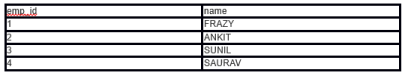 emp_id name
1 FRAZY
2 ANKIT
3 SUNIL
4 SAURAV